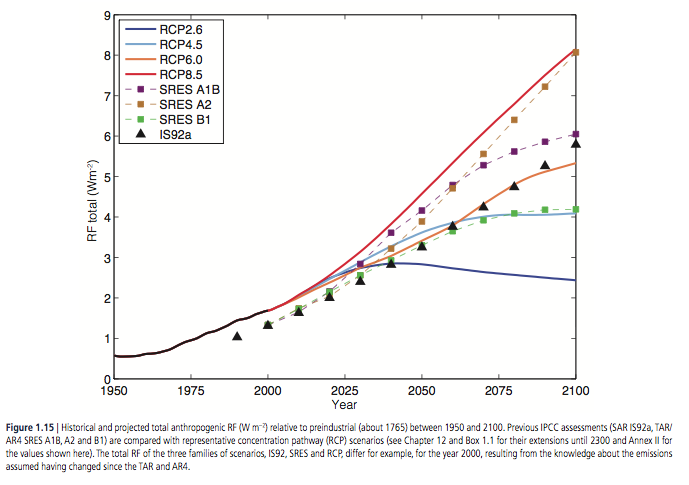 9
8
7
6
5
4
3
2
1
0
RF total (Wm-2)
RCP2.6
RCP4.5
RCP6.0
RCP8.5
SRES A1B
SRES A2
SRES B1
IS92a
1950 1975 2000 2025 2050 2075 2100
Year
Figure 1.15 | Historical and projected total anthropogenic RF (W m⁻²) relative to preindustrial (about 1765) between 1950 and 2100. Previous IPCC assessments (SAR IS92a, TAR/
AR4 SRES A1B, A2 and B1) are compared with representative concentration pathway (RCP) scenarios (see Chapter 12 and Box 1.1 for their extensions until 2300 and Annex II for
the values shown here). The total RF of the three families of scenarios, IS92, SRES and RCP, differ for example, for the year 2000, resulting from the knowledge about the emissions
assumed having changed since the TAR and AR4.